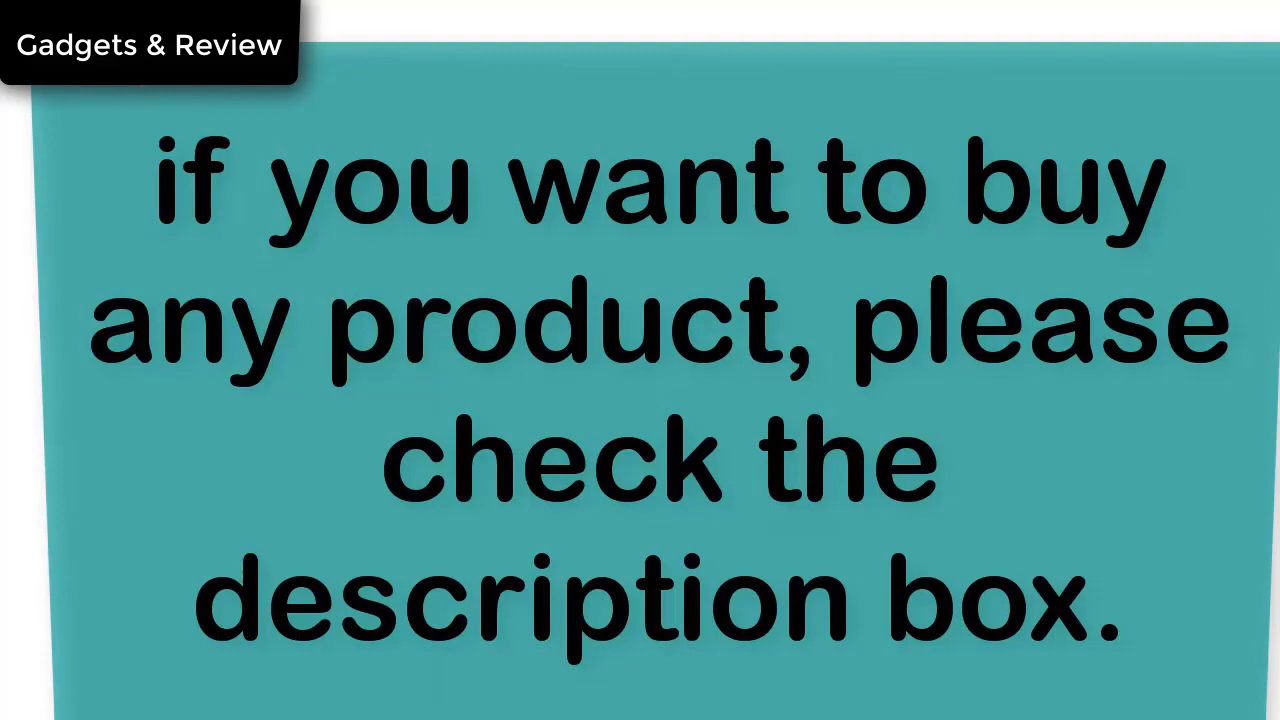 Gadgets & Review
if you want to buy
any product, please
check the
description box.